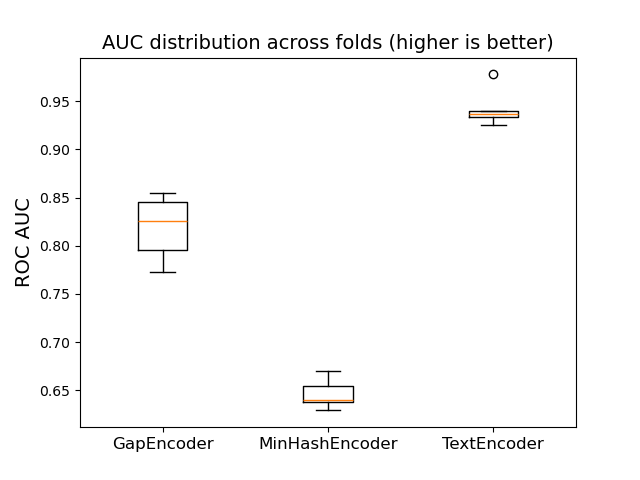 AUC distribution across folds (higher is better)
ROC AUC
0.95
0.90
0.85
0.80
0.75
0.70
0.65
GapEncoder
MinHashEncoder
TextEncoder